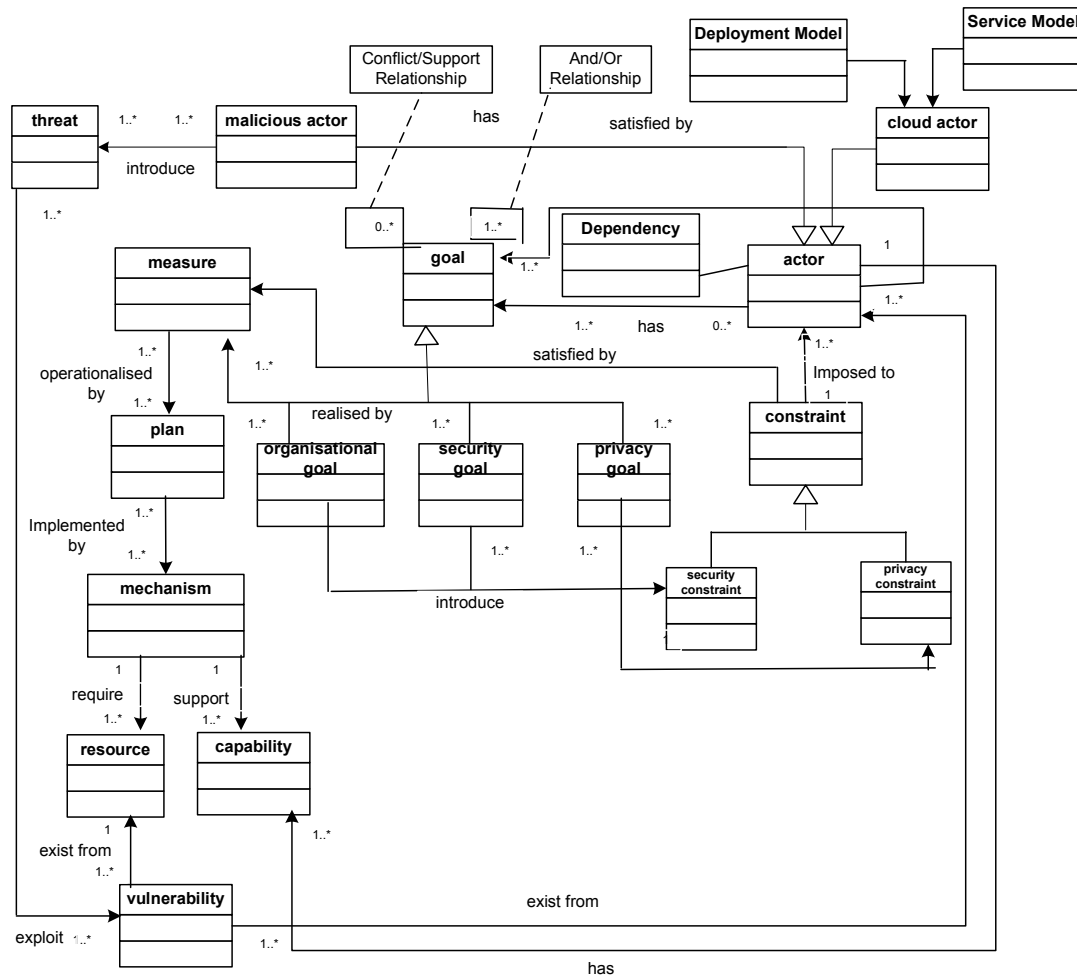 Service Model
Deployment Model
Conflict/Support
Relationship
And/Or
Relationship
threat
1..*
1..*
malicious actor
has
satisfied by
cloud actor
introduce
1..*
0..*
1..*
Dependency
measure
goal
1..*
actor
1
1..*
1..*
has
0..*
1..*
1..*
satisfied by
1..*
Imposed to
operationalised
by
1..*
1
1..*
realised by
1..*
1..*
1..*
constraint
plan
organisational
goal
security
goal
privacy
goal
1..*
Implemented
by
1..*
1..*
1..*
mechanism
security
constraint
privacy
constraint
introduce
1
1
1
require
support
1..*
1..*
resource
capability
1
1..*
exist from
1..*
vulnerability
exist from
exploit
1..*
1..*
has